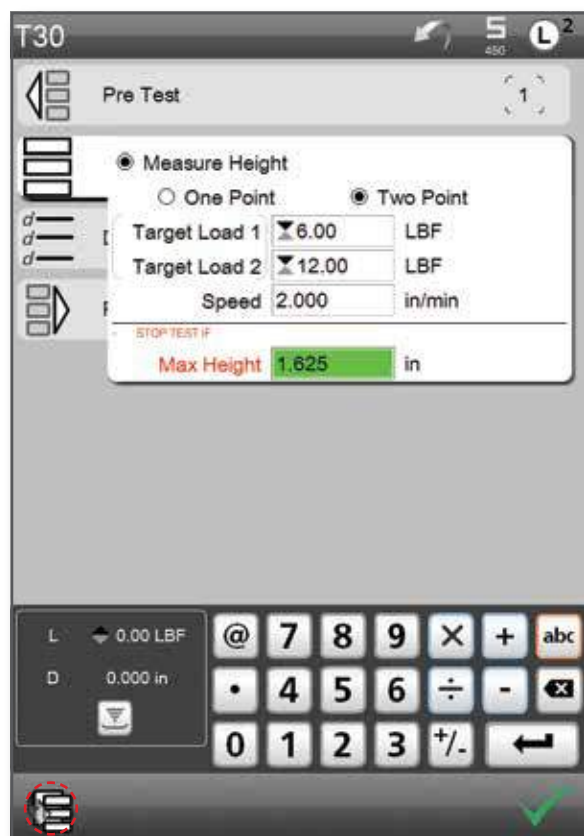 T30
S
450
L 2
Pre Test
1
Measure Height
One Point Two Point
Target Load 1 6.00 LBF
d
d
d
Target Load 2 12.00 LBF
Speed 2.000 in/min
STOP TEST IF
Max Height 1.625 in
L 0.00 LBF
D 0.000 in
@ 7 8 9 × + abc
• 4 5 6 ÷ -
0 1 2 3 +/-